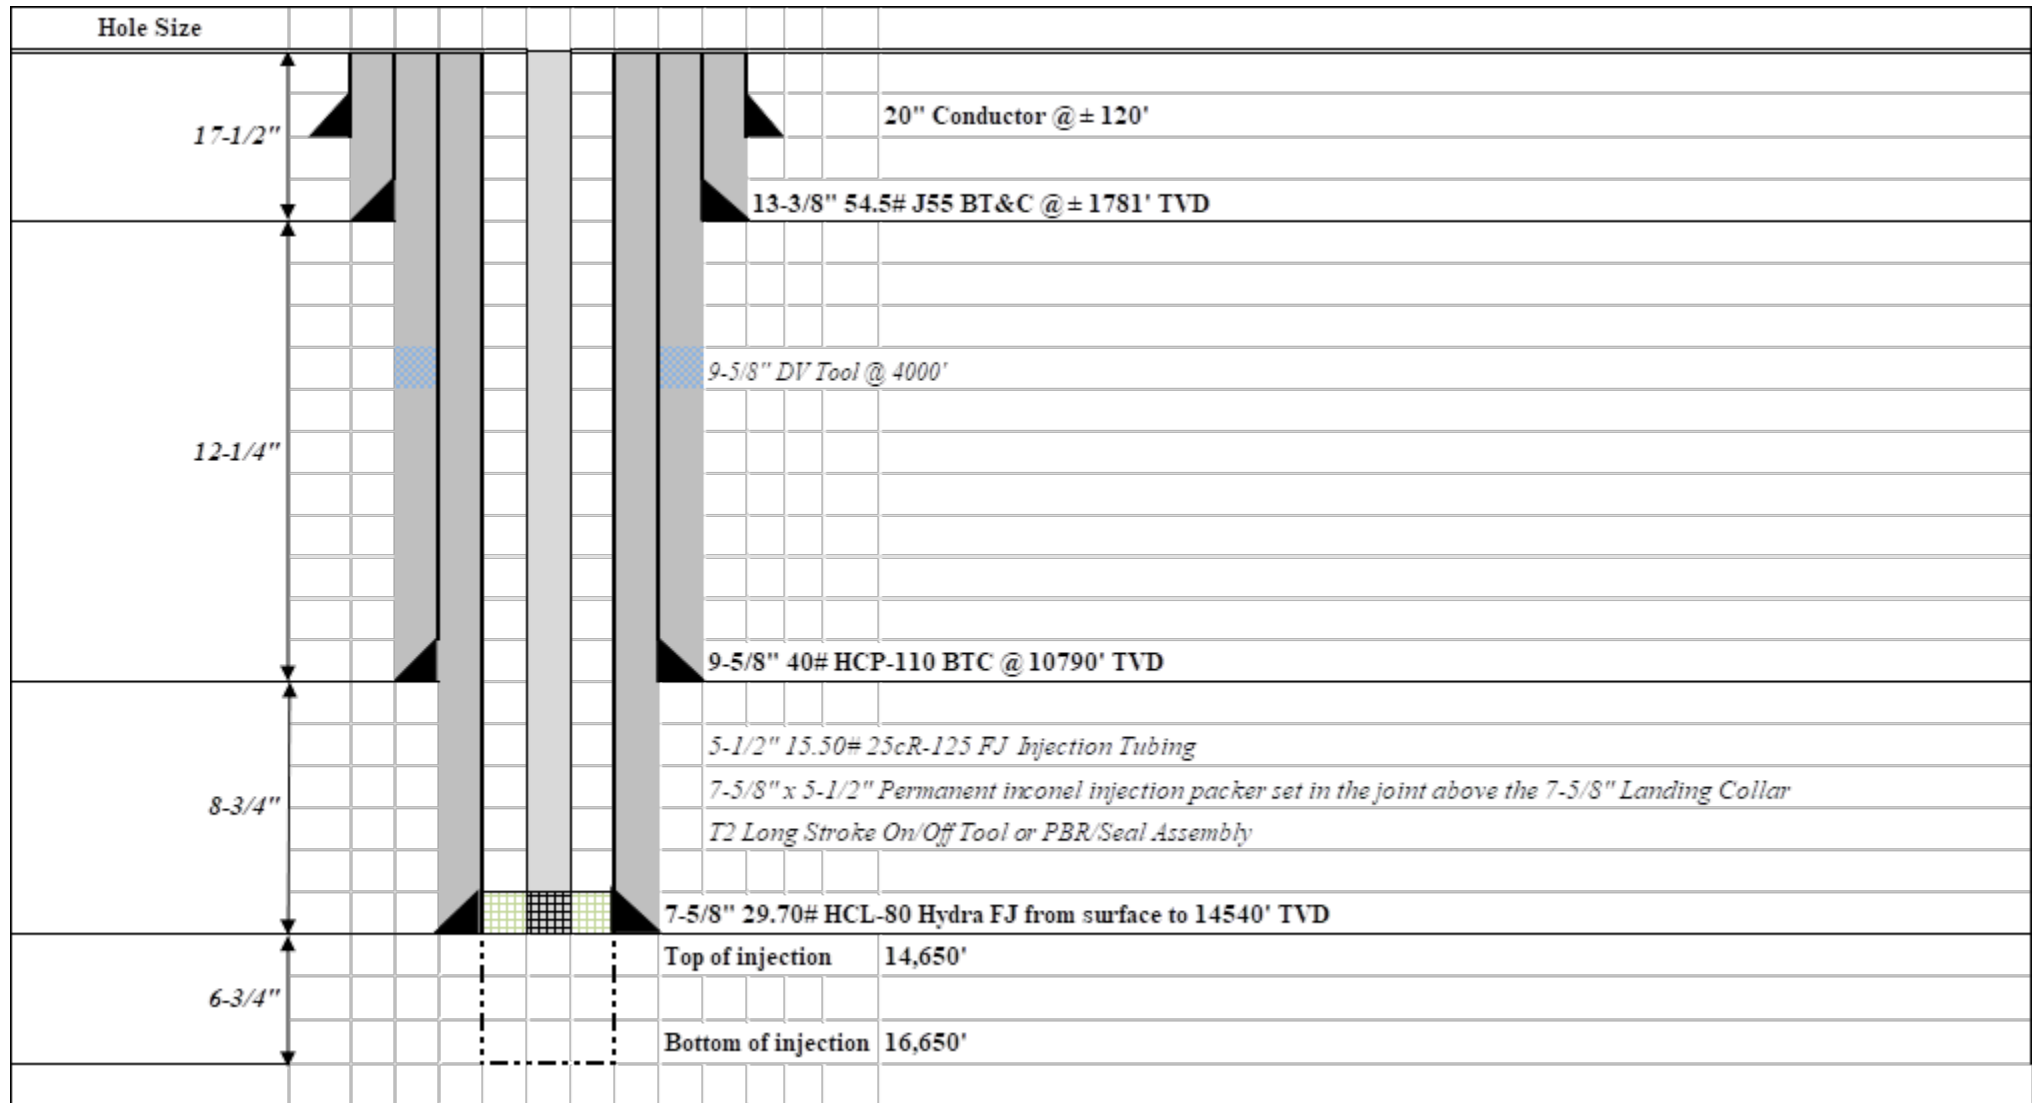 Hole Size
20" Conductor @ ± 120'
17-1/2"
13-3/8" 54.5# J55 BT&C @ ± 1781' TVD
9-5/8" DV Tool @ 4000'
12-1/4"
9-5/8" 40# HCP-110 BTC @ 10790' TVD
5-1/2" 15.50# 25cR-125 FJ Injection Tubing
7-5/8" x 5-1/2" Permanent inconel injection packer set in the joint above the 7-5/8" Landing Collar
8-3/4"
T2 Long Stroke On/Off Tool or PBR/Seal Assembly
7-5/8" 29.70# HCL-80 Hydra FJ from surface to 14540' TVD
Top of injection 14,650'
6-3/4"
Bottom of injection 16,650'